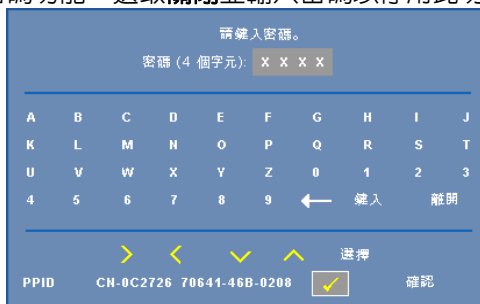 請鍵入密碼。
密碼 (4 個字元): X X X X
A B C D E F G H I J
K L M N O P Q R S T
U V W X Y Z 0 1 2 3
4 5 6 7 8 9 ← 鍵入 離開
> < ∨ ∧ 選擇
PPID CN-0C2726 70641-46B-0208 ✓ 確認